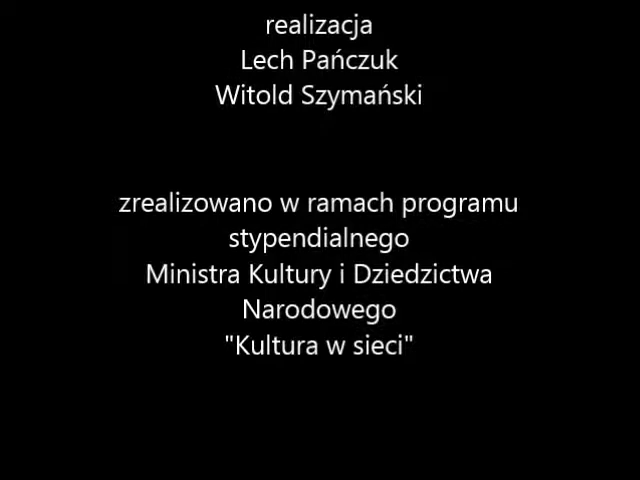 realizacja
Lech Pańczuk
Witold Szymański
zrealizowano w ramach programu
stypendialnego
Ministra Kultury i Dziedzictwa
Narodowego
"Kultura w sieci"